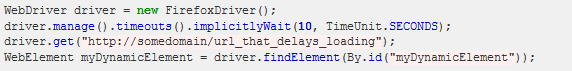 WebDriver driver = new FirefoxDriver();
driver.manage().timeouts().implicitlyWait(10, TimeUnit.SECONDS);
driver.get("http://somedomain/url_that_delays_loading");
WebElement myDynamicElement = driver.findElement(By.id("myDynamicElement"));